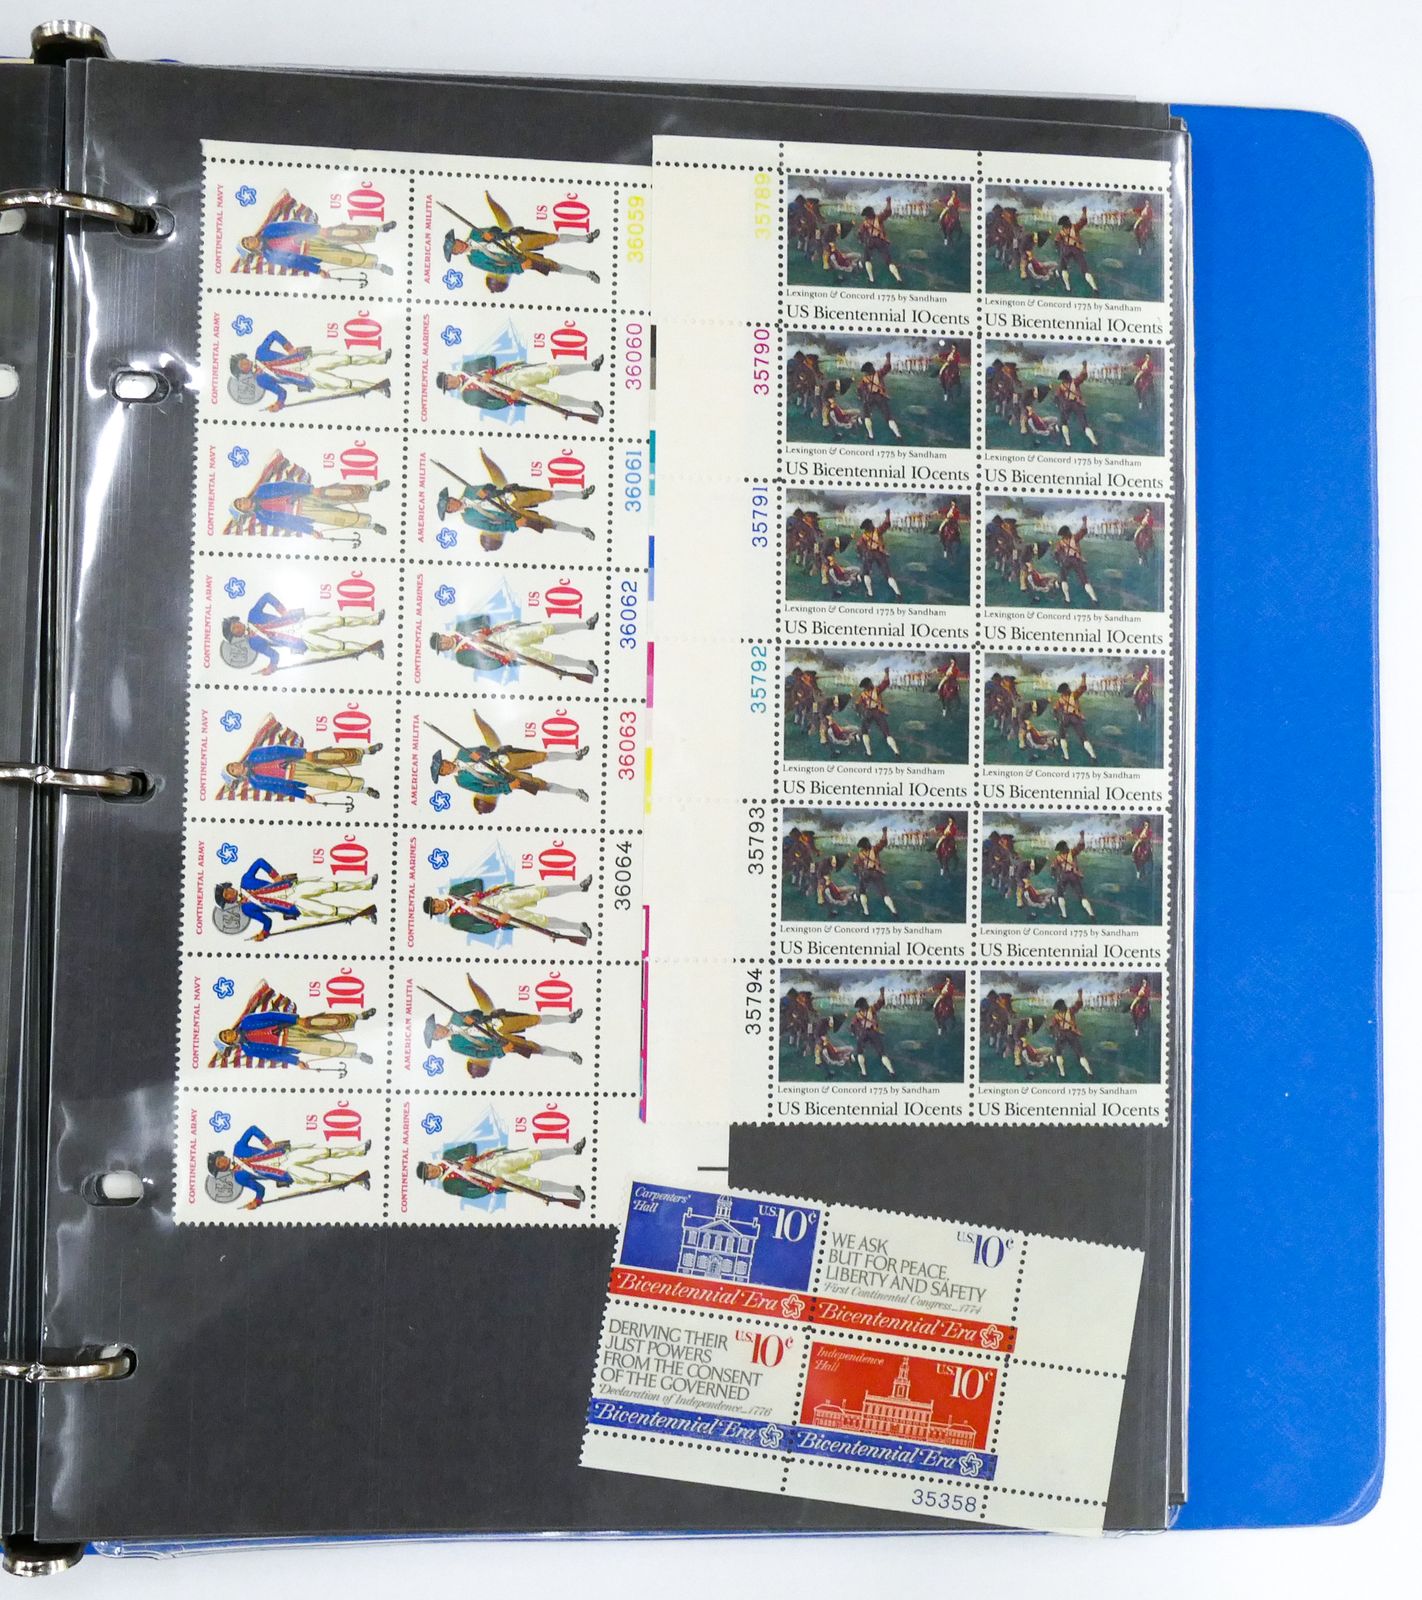 CONTINENTAL NAVY
US
10c
AMERICAN MILITIA
US
10c
36059
CONTINENTAL ARMY
US
10c
CONTINENTAL MARINES
US
10c
36060
CONTINENTAL NAVY
US
10c
AMERICAN MILITIA
US
10c
36061
CONTINENTAL ARMY
US
10c
CONTINENTAL MARINES
US
10c
36062
CONTINENTAL NAVY
US
10c
AMERICAN MILITIA
US
10c
36063
CONTINENTAL ARMY
US
10c
CONTINENTAL MARINES
US
10c
36064
CONTINENTAL NAVY
US
10c
AMERICAN MILITIA
US
10c
CONTINENTAL ARMY
US
10c
CONTINENTAL MARINES
US
10c
35789
Lexington & Concord 1775 by Sandham
US Bicentennial 10cents
Lexington & Concord 1775 by Sandham
US Bicentennial 10cents
35790
Lexington & Concord 1775 by Sandham
US Bicentennial 10cents
Lexington & Concord 1775 by Sandham
US Bicentennial 10cents
35791
Lexington & Concord 1775 by Sandham
US Bicentennial 10cents
Lexington & Concord 1775 by Sandham
US Bicentennial 10cents
35792
Lexington & Concord 1775 by Sandham
US Bicentennial 10cents
Lexington & Concord 1775 by Sandham
US Bicentennial 10cents
35793
Lexington & Concord 1775 by Sandham
US Bicentennial 10cents
Lexington & Concord 1775 by Sandham
US Bicentennial 10cents
35794
Lexington & Concord 1775 by Sandham
US Bicentennial 10cents
Lexington & Concord 1775 by Sandham
US Bicentennial 10cents
Carpenters'
Hall
U.S. 10c
Bicentennial Era
U.S. 10c
WE ASK
BUT FOR PEACE,
LIBERTY AND SAFETY
First Continental Congress_1774
Bicentennial Era
DERIVING THEIR
JUST POWERS
FROM THE CONSENT
OF THE GOVERNED
Declaration of Independence_1776
U.S. 10c
Bicentennial Era
Independence
Hall
U.S. 10c
Bicentennial Era
35358